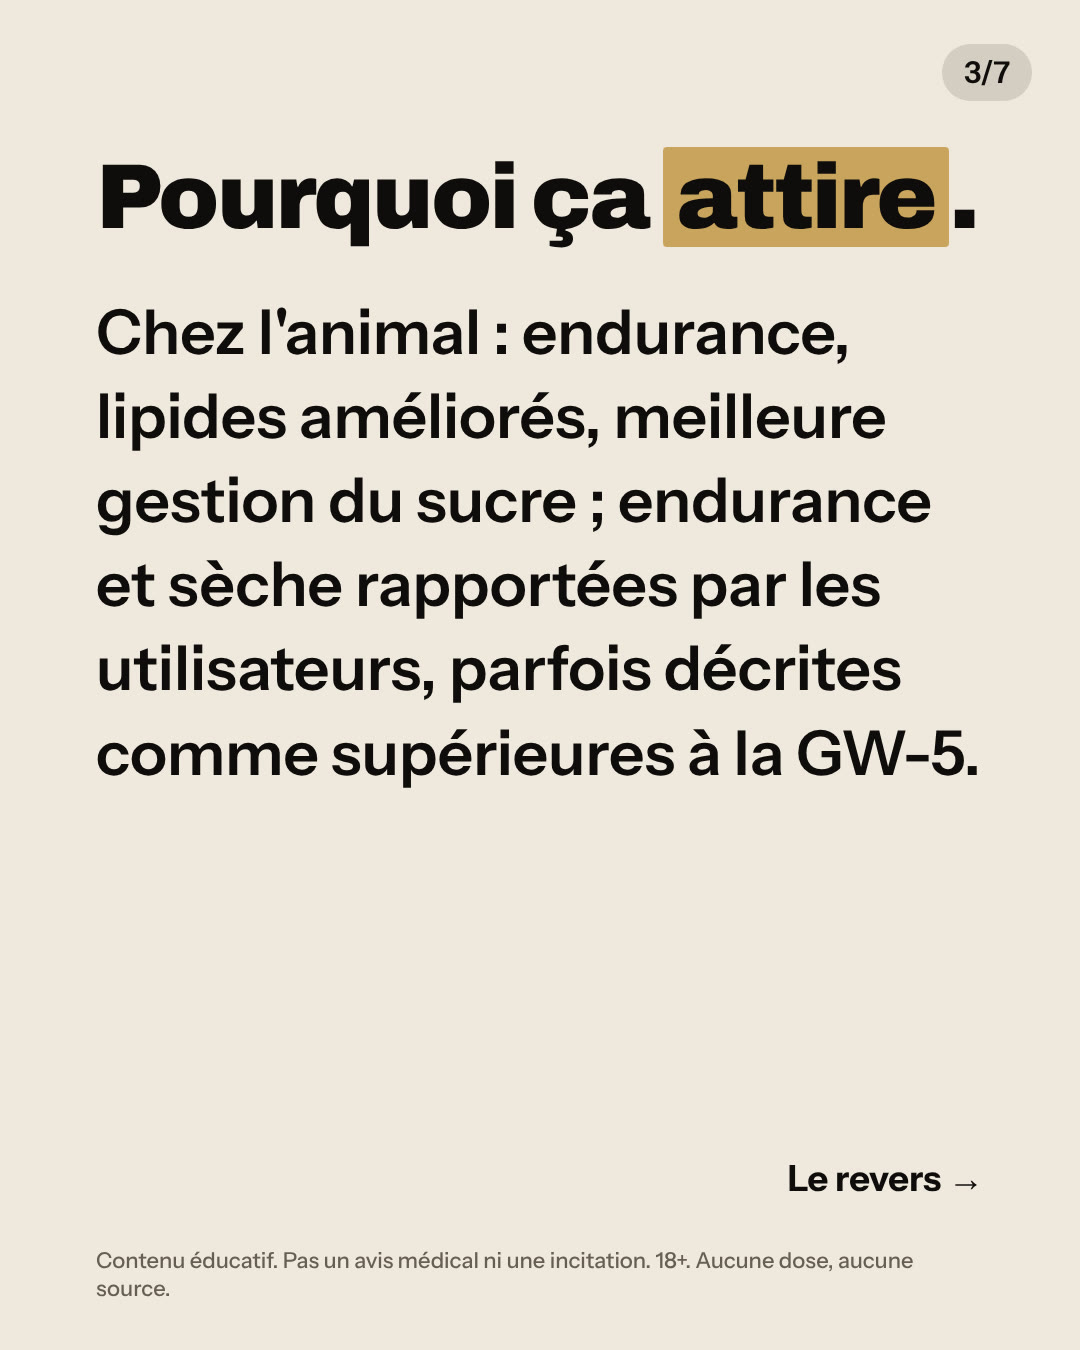 3/7
Pourquoi ça attire.
Chez l'animal : endurance,
lipides améliorés, meilleure
gestion du sucre ; endurance
et sèche rapportées par les
utilisateurs, parfois décrites
comme supérieures à la GW-5.
Le revers →
Contenu éducatif. Pas un avis médical ni une incitation. 18+. Aucune dose, aucune
source.